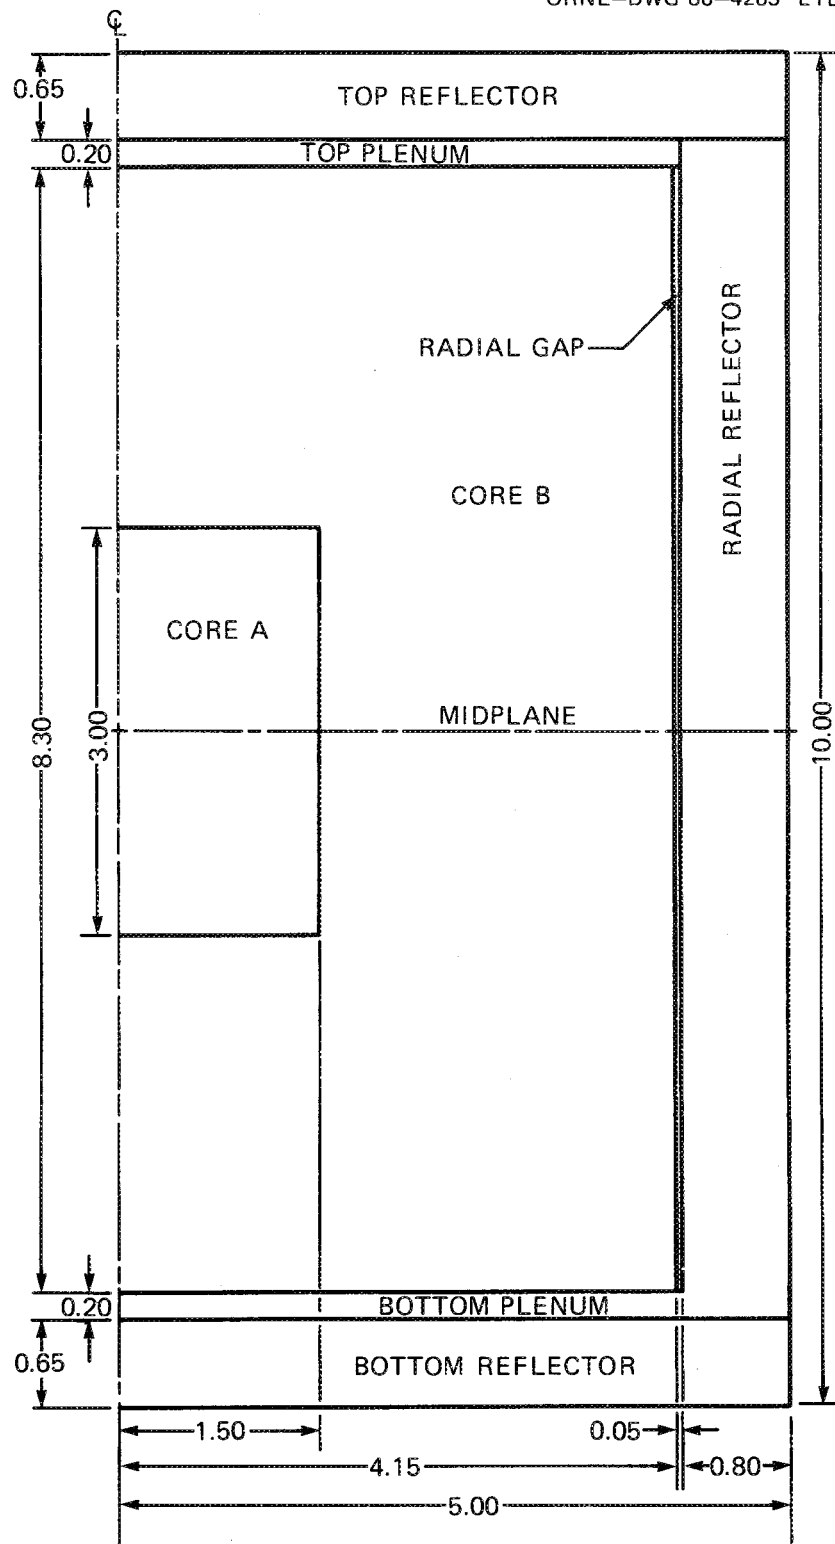 ℄
0.65
TOP REFLECTOR
0.20
TOP PLENUM
RADIAL GAP
RADIAL REFLECTOR
CORE B
CORE A
MIDPLANE
8.30
3.00
10.00
0.20
BOTTOM PLENUM
0.65
BOTTOM REFLECTOR
1.50
0.05
4.15
0.80
5.00